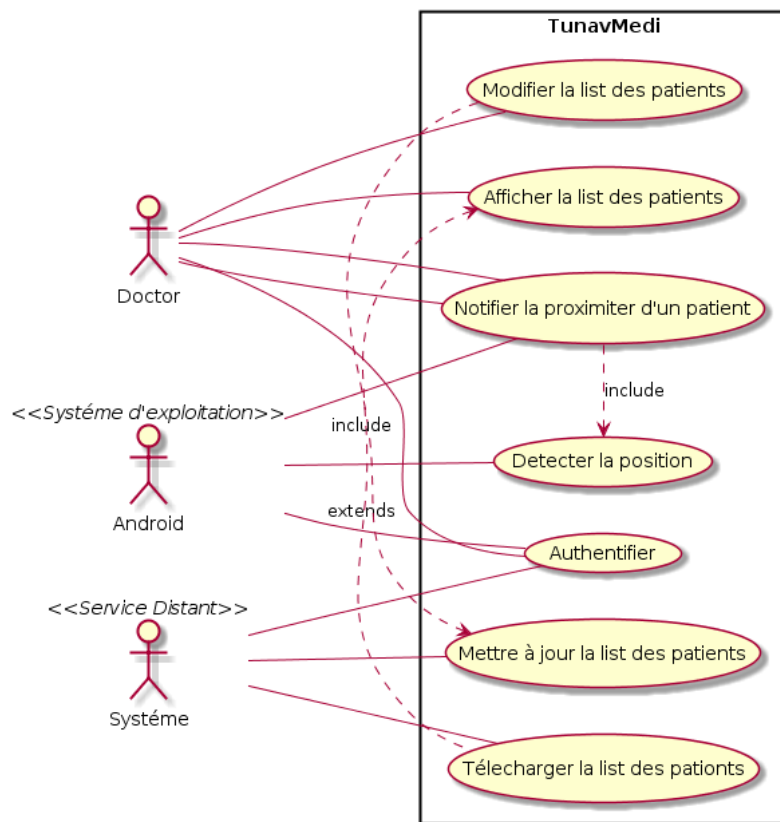 TunavMedi
Modifier la list des patients
Afficher la list des patients
Doctor
Notifier la proximiter d'un patient
<<Systéme d'exploitation>>
include
include
Detecter la position
Android
extends
Authentifier
<<Service Distant>>
Mettre à jour la list des patients
Systéme
Télecharger la list des pationts